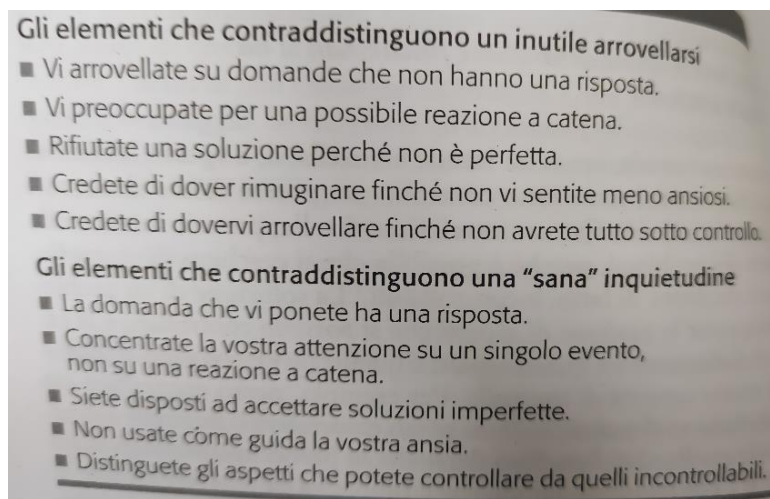 Gli elementi che contraddistinguono un inutile arrovellarsi
■ Vi arrovellate su domande che non hanno una risposta.
■ Vi preoccupate per una possibile reazione a catena.
■ Rifiutate una soluzione perché non è perfetta.
■ Credete di dover rimuginare finché non vi sentite meno ansiosi.
■ Credete di dovervi arrovellare finché non avrete tutto sotto controllo.
Gli elementi che contraddistinguono una “sana” inquietudine
■ La domanda che vi ponete ha una risposta.
■ Concentrate la vostra attenzione su un singolo evento,
non su una reazione a catena.
■ Siete disposti ad accettare soluzioni imperfette.
■ Non usate come guida la vostra ansia.
■ Distinguete gli aspetti che potete controllare da quelli incontrollabili.